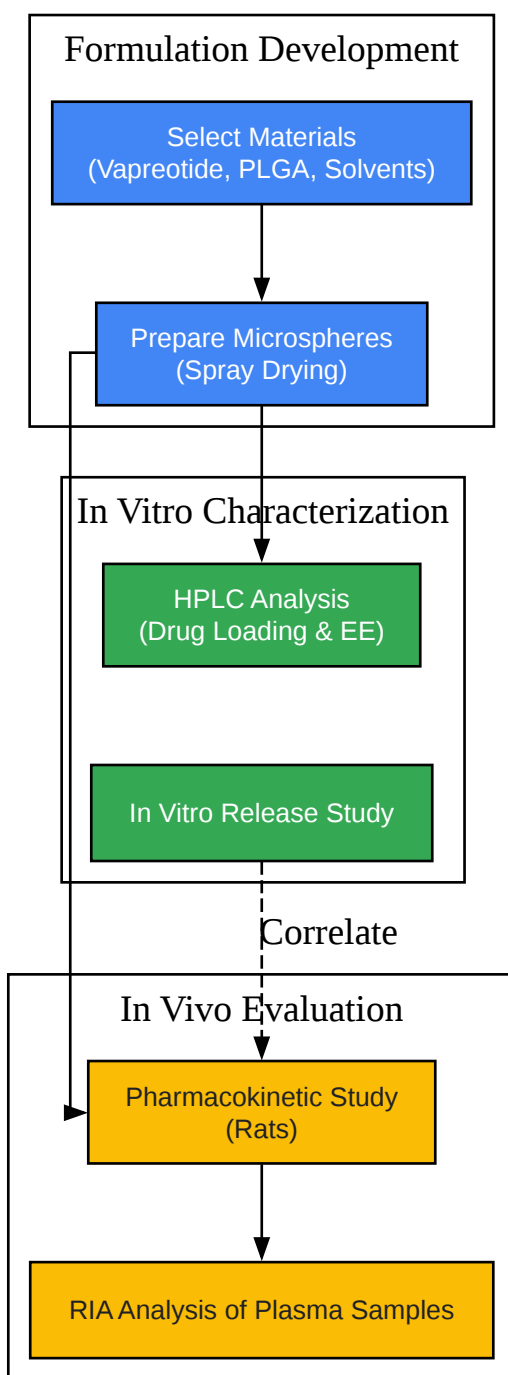 Formulation Development
Select Materials
(Vapreotide, PLGA, Solvents)
Prepare Microspheres
(Spray Drying)
In Vitro Characterization
HPLC Analysis
(Drug Loading & EE)
In Vitro Release Study
Correlate
In Vivo Evaluation
Pharmacokinetic Study
(Rats)
RIA Analysis of Plasma Samples